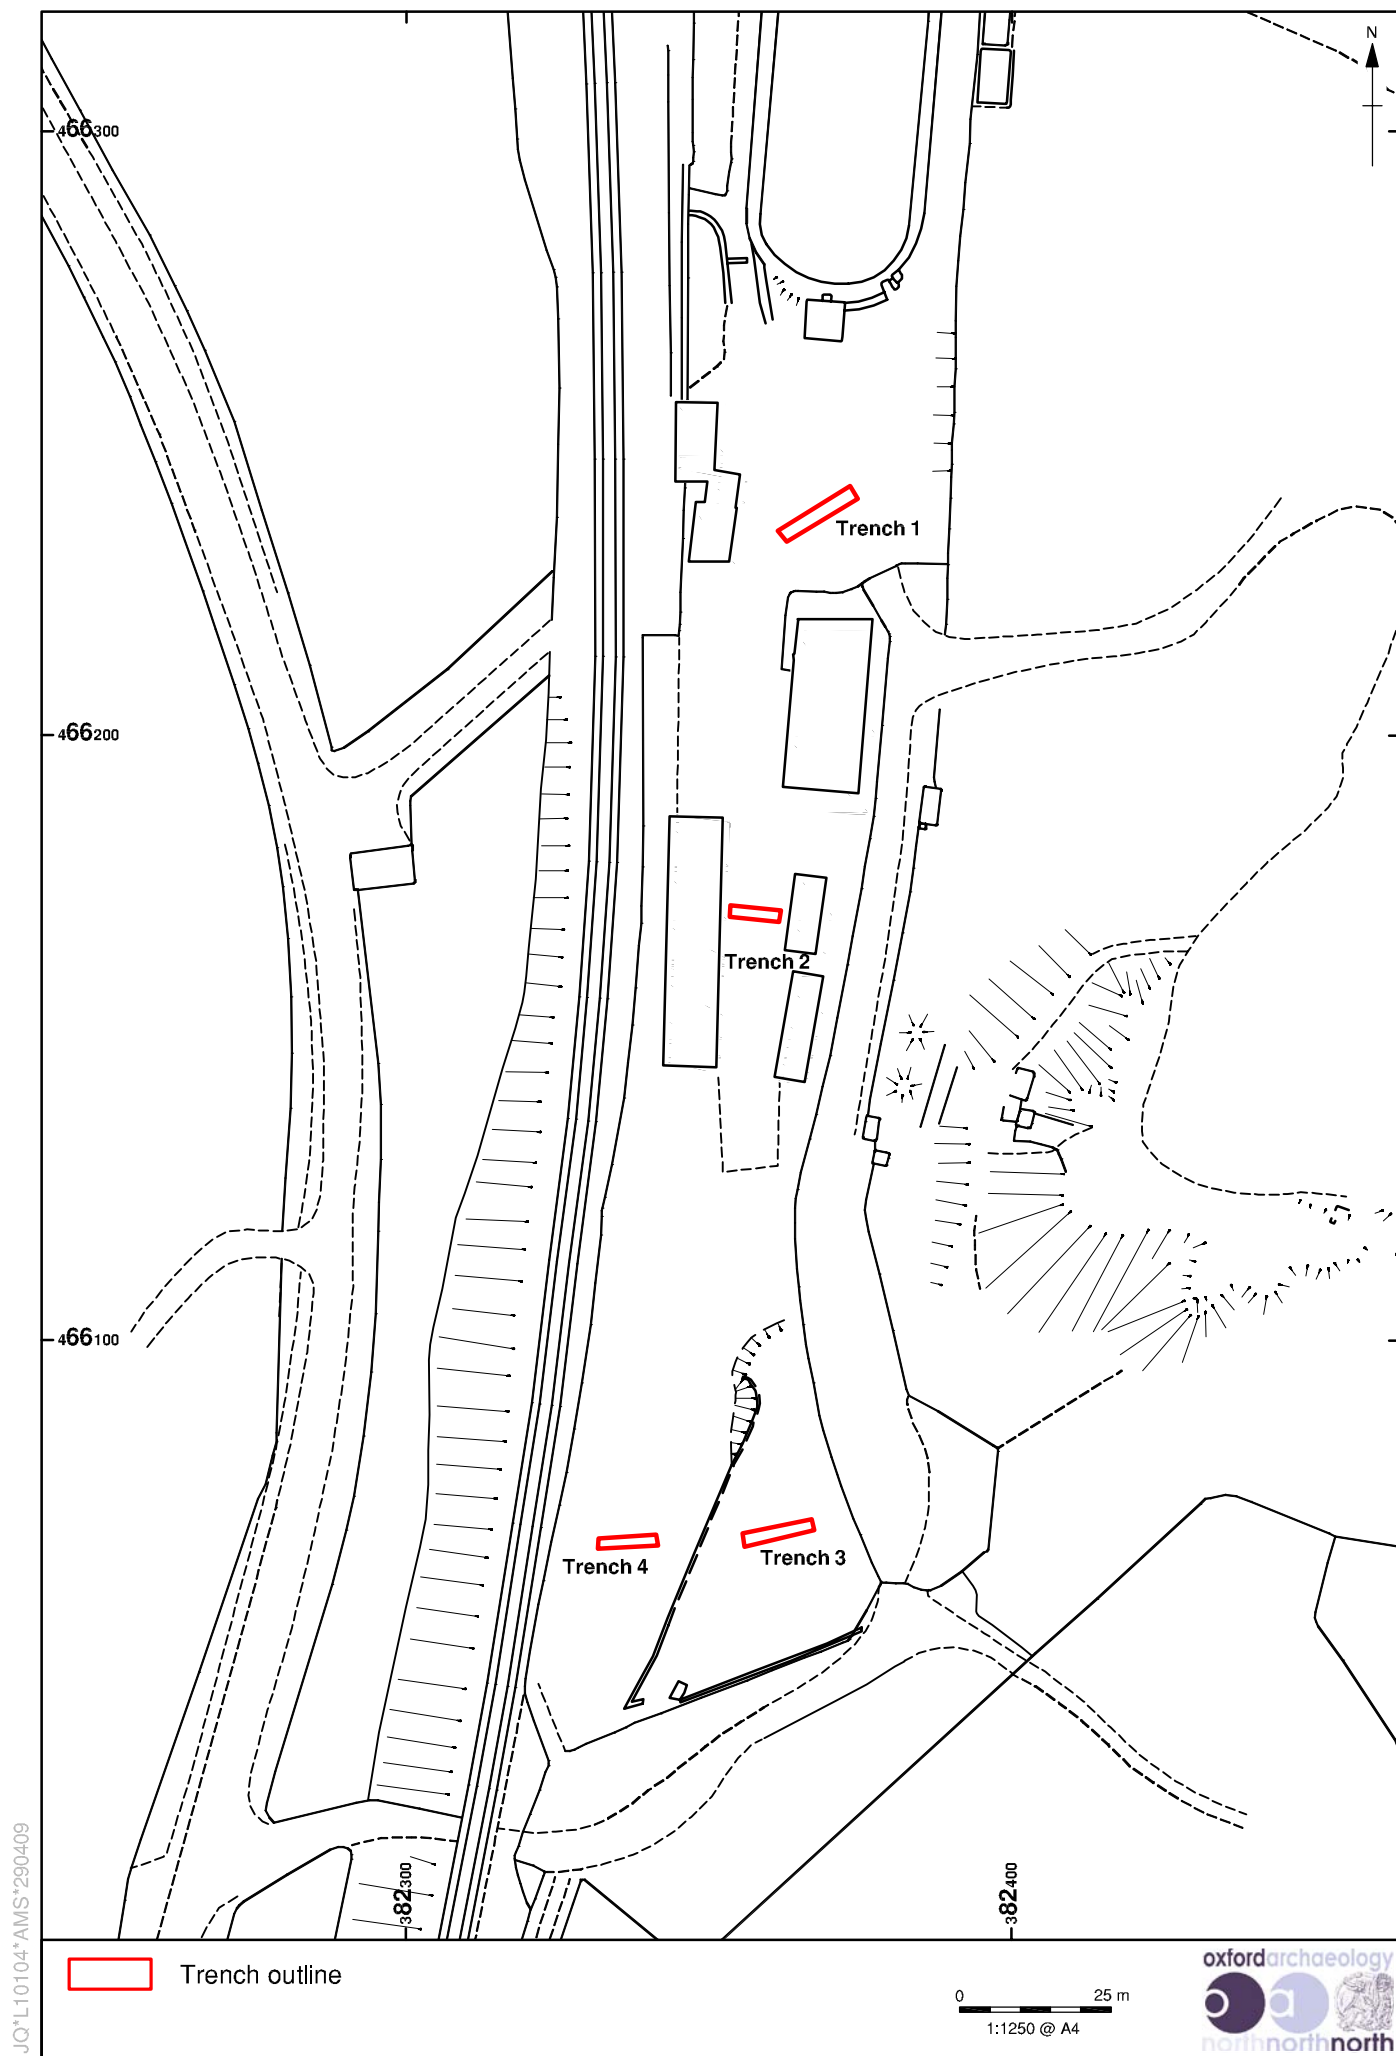 N
466300
Trench 1
466200
Trench 2
466100
Trench 4
Trench 3
382300
382400
JQ*L10104*AMS*290409
Trench outline
0 25 m
1:1250 @ A4
oxfordarchaeology
oa
northnorthnorth